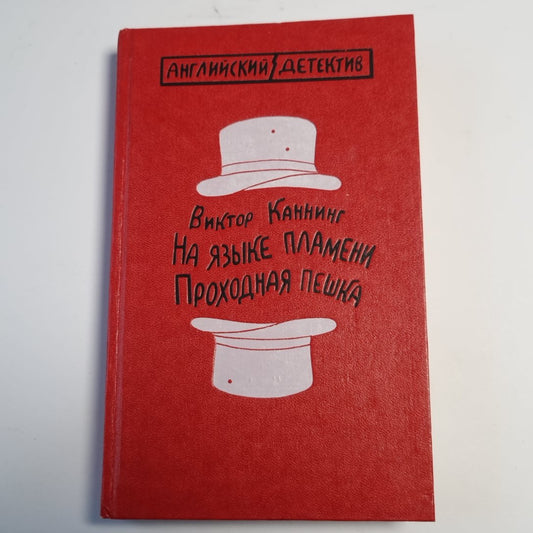 АНГЛИЙСКИЙ ДЕТЕКТИВ
ВИКТОР КАННИНГ
НА ЯЗЫКЕ ПЛАМЕНИ
ПРОХОДНАЯ ПЕШКА